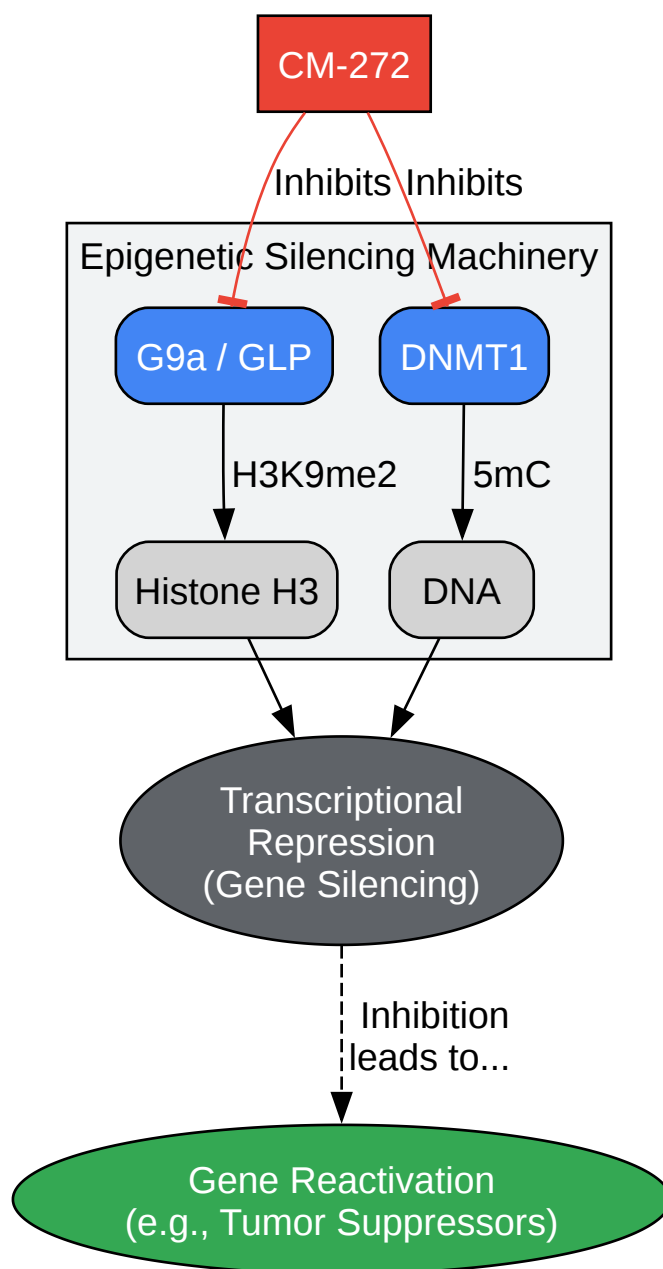 CM-272
Inhibits Inhibits
Epigenetic Silencing Machinery
G9a / GLP
DNMT1
H3K9me2
5mC
Histone H3
DNA
Transcriptional
Repression
(Gene Silencing)
Inhibition
leads to...
Gene Reactivation
(e.g., Tumor Suppressors)